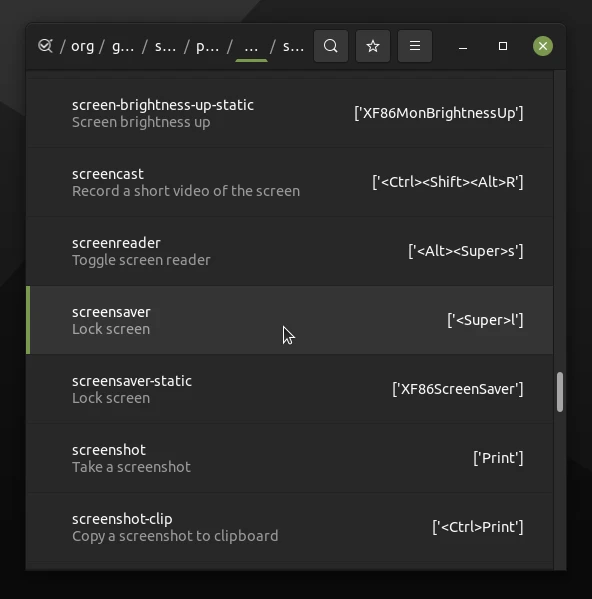 / org / g… / s… / p… / … / s…
screen-brightness-up-static
Screen brightness up
['XF86MonBrightnessUp']
screencast
Record a short video of the screen
['<Ctrl><Shift><Alt>R']
screenreader
Toggle screen reader
['<Alt><Super>s']
screensaver
Lock screen
['<Super>l']
screensaver-static
Lock screen
['XF86ScreenSaver']
screenshot
Take a screenshot
['Print']
screenshot-clip
Copy a screenshot to clipboard
['<Ctrl>Print']